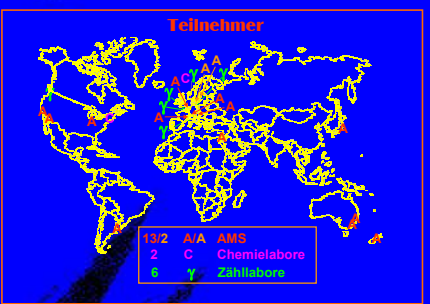 Teilnehmer
A A
A C γ γ
γ A A
γ A A
γ A
A A A C A
γ
A
A
A
A
A
A
13/2 A/A AMS
2 C Chemielabore
6 γ Zähllabore